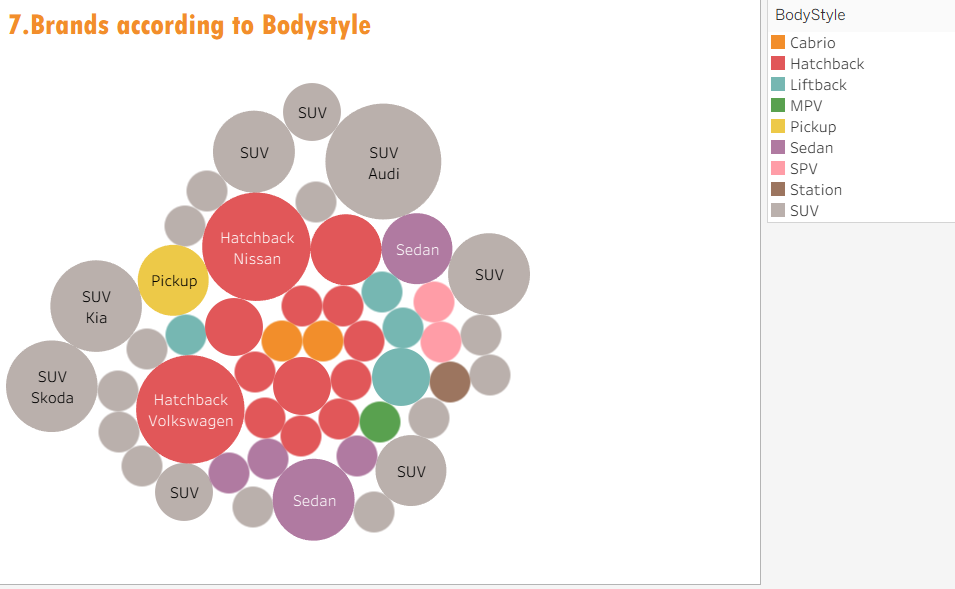 7.Brands according to Bodystyle
BodyStyle
Cabrio
Hatchback
Liftback
MPV
Pickup
Sedan
SPV
Station
SUV
SUV
SUV
SUV
Audi
Hatchback
Nissan
Sedan
SUV
Pickup
SUV
Kia
SUV
Skoda
Hatchback
Volkswagen
SUV
SUV
Sedan